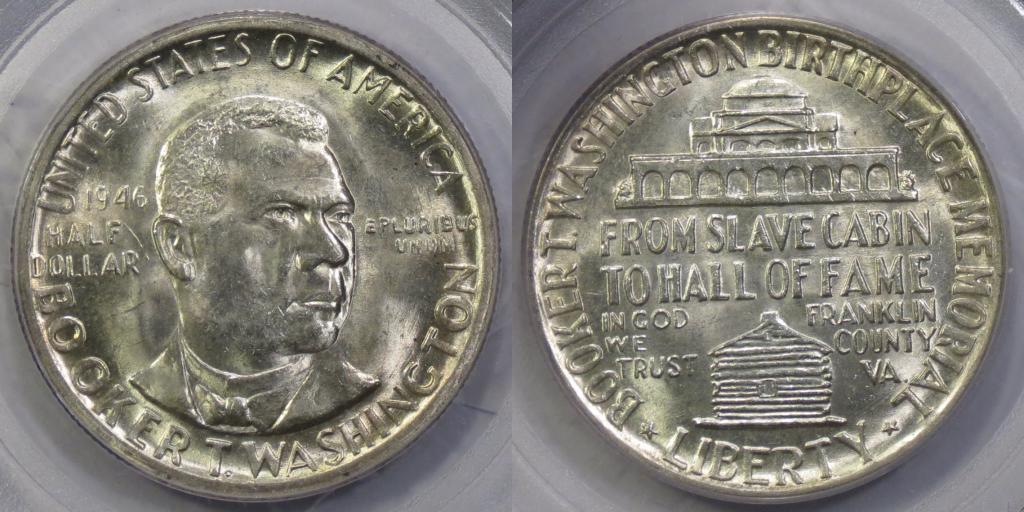 UNITED STATES OF AMERICA
1946
HALF
DOLLAR
E PLURIBUS
UNUM
BOOKER T. WASHINGTON
BOOKER T. WASHINGTON BIRTHPLACE MEMORIAL
FROM SLAVE CABIN
TO HALL OF FAME
IN GOD
WE
TRUST
FRANKLIN
COUNTY
VA.
LIBERTY